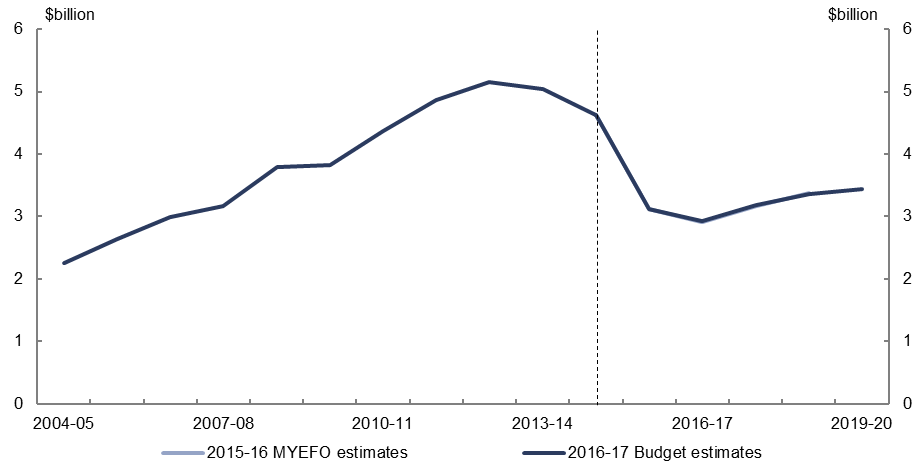 $billion $billion
6 6
5 5
4 4
3 3
2 2
1 1
0 0
2004-05 2007-08 2010-11 2013-14 2016-17 2019-20
2015-16 MYEFO estimates 2016-17 Budget estimates